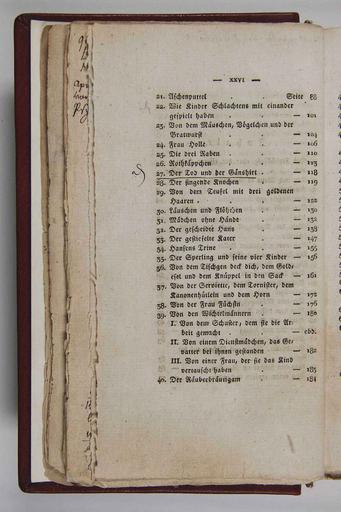 — XXVI —
21. Aschenputtel . . Seite 88
22. Wie Kinder Schlachtens mit einander
gespielt haben . . — 101
23. Von dem Mäuschen, Vögelchen und der
Bratwurst . . — 104
24. Frau Holle . . — 106
25. Die drei Raben . . — 110
26. Rothkäppchen . . — 113
27. Der Tod und der Gänshirt . — 118
28. Der singende Knochen . — 119
29. Von dem Teufel mit drei goldenen
Haaren . . . — 122
30. Läuschen und Flöhchen . — 130
31. Mädchen ohne Hände . — 132
32. Der gescheidte Hans . — 138
33. Der gestiefelte Kater . — 147
34. Hansens Trine . . — 155
35. Der Sperling und seine vier Kinder — 156
36. Von dem Tischgen deck dich, dem Gold-
esel und dem Knüppel in den Sack — 161
37. Von der Serviette, dem Tornister, dem
Kanonenhütlein und dem Horn — 172
38. Von der Frau Füchsin — 176
39. Von den Wichtelmännern . — 180
I. Von dem Schuster, dem sie die Ar-
beit gemacht . . — ebd.
II. Von einem Dienstmädchen, das Ge-
vatter bei ihnen gestanden — 182
III. Von einer Frau, der sie das Kind
vertauscht haben . — 183
40. Der Räuberbräutigam . — 184